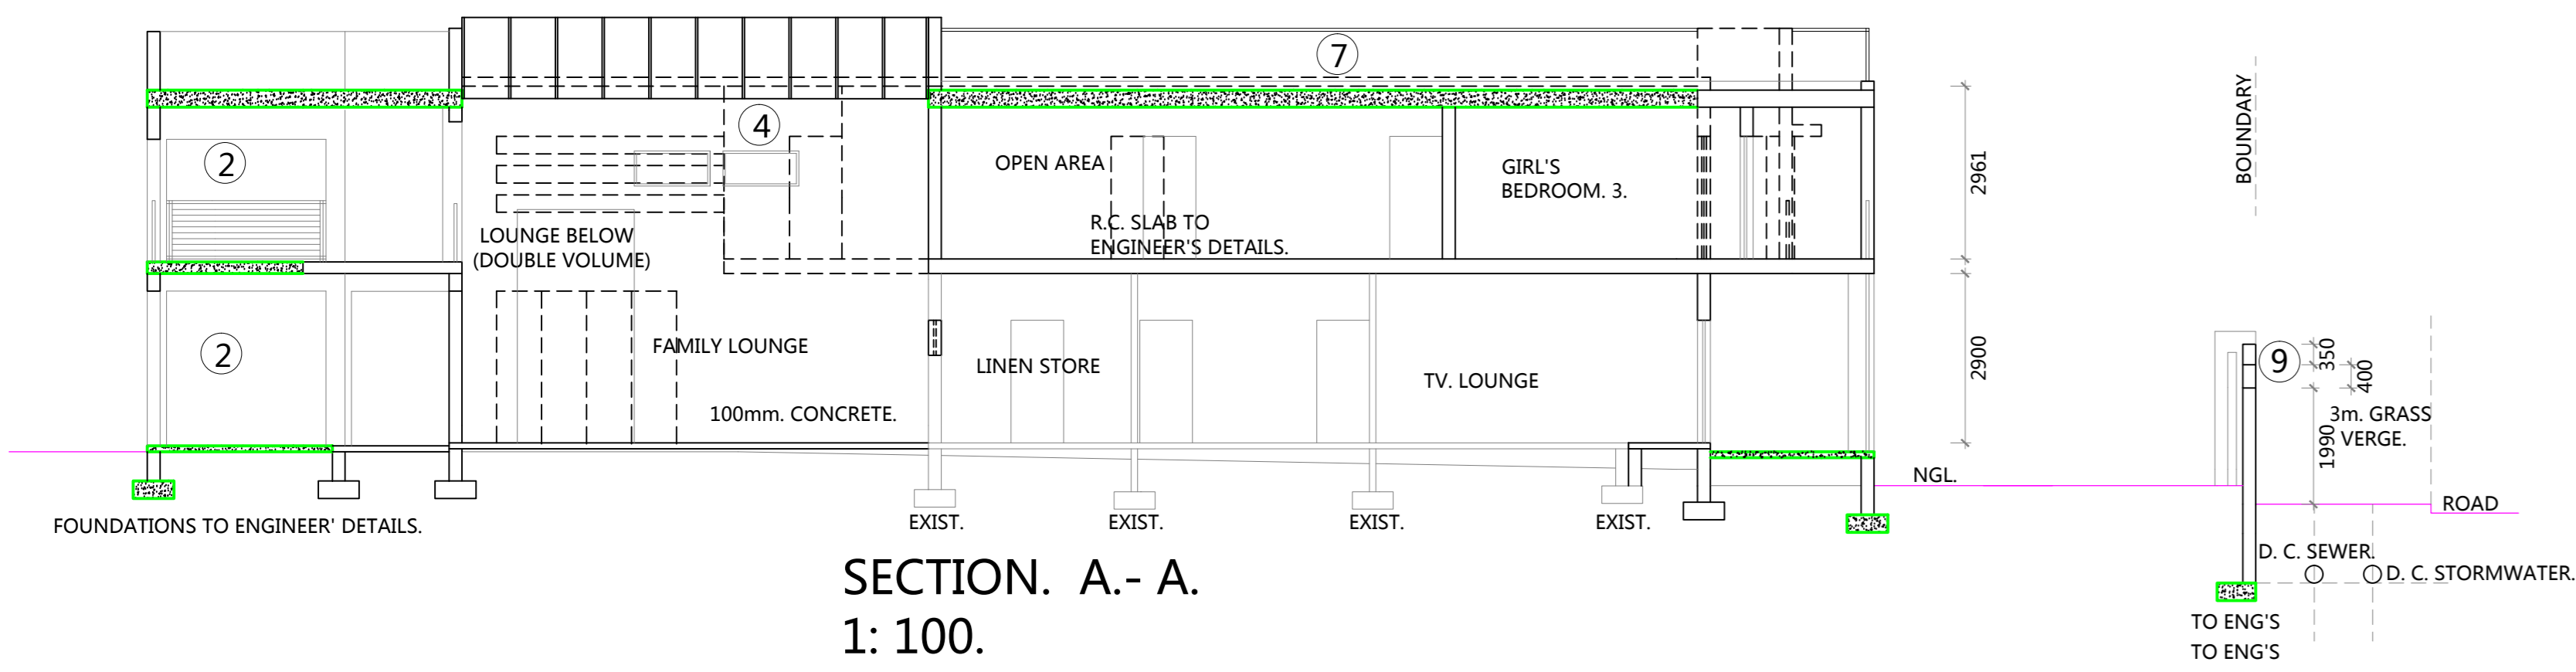 7
4
2
OPEN AREA
GIRL'S
BEDROOM. 3.
BOUNDARY
2961
R.C. SLAB TO
ENGINEER'S DETAILS.
LOUNGE BELOW
(DOUBLE VOLUME)
2
FAMILY LOUNGE
LINEN STORE
TV. LOUNGE
100mm. CONCRETE.
2900
9
350
400
3m. GRASS
VERGE.
1990
NGL.
ROAD
FOUNDATIONS TO ENGINEER' DETAILS.
EXIST.
EXIST.
EXIST.
EXIST.
D. C. SEWER.
D. C. STORMWATER.
TO ENG'S
TO ENG'S
SECTION. A.- A.
1: 100.